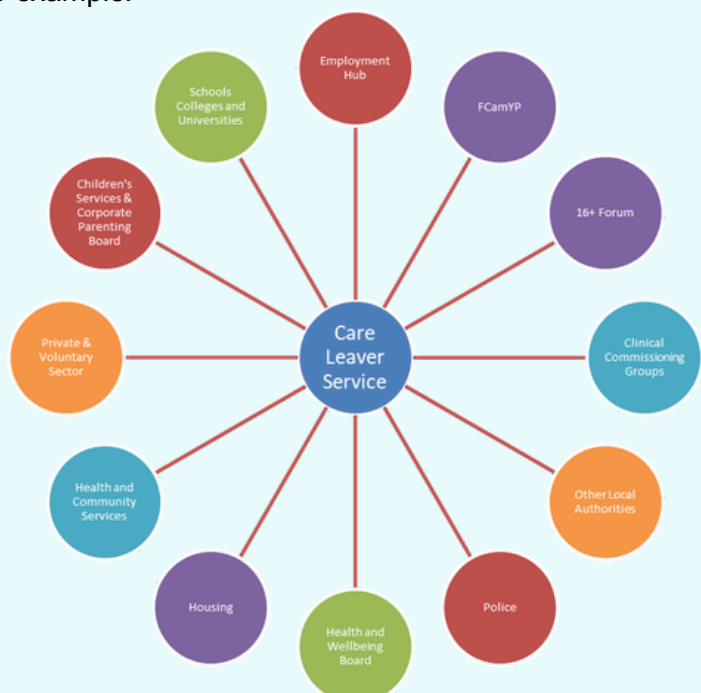 example:
Employment
Hub
FCamYP
16+ Forum
Clinical
Commissioning
Groups
Other Local
Authorities
Police
Health and
Wellbeing
Board
Housing
Health and
Community
Services
Private &
Voluntary
Sector
Children's
Services &
Corporate
Parenting
Board
Schools
Colleges and
Universities
Care
Leaver
Service